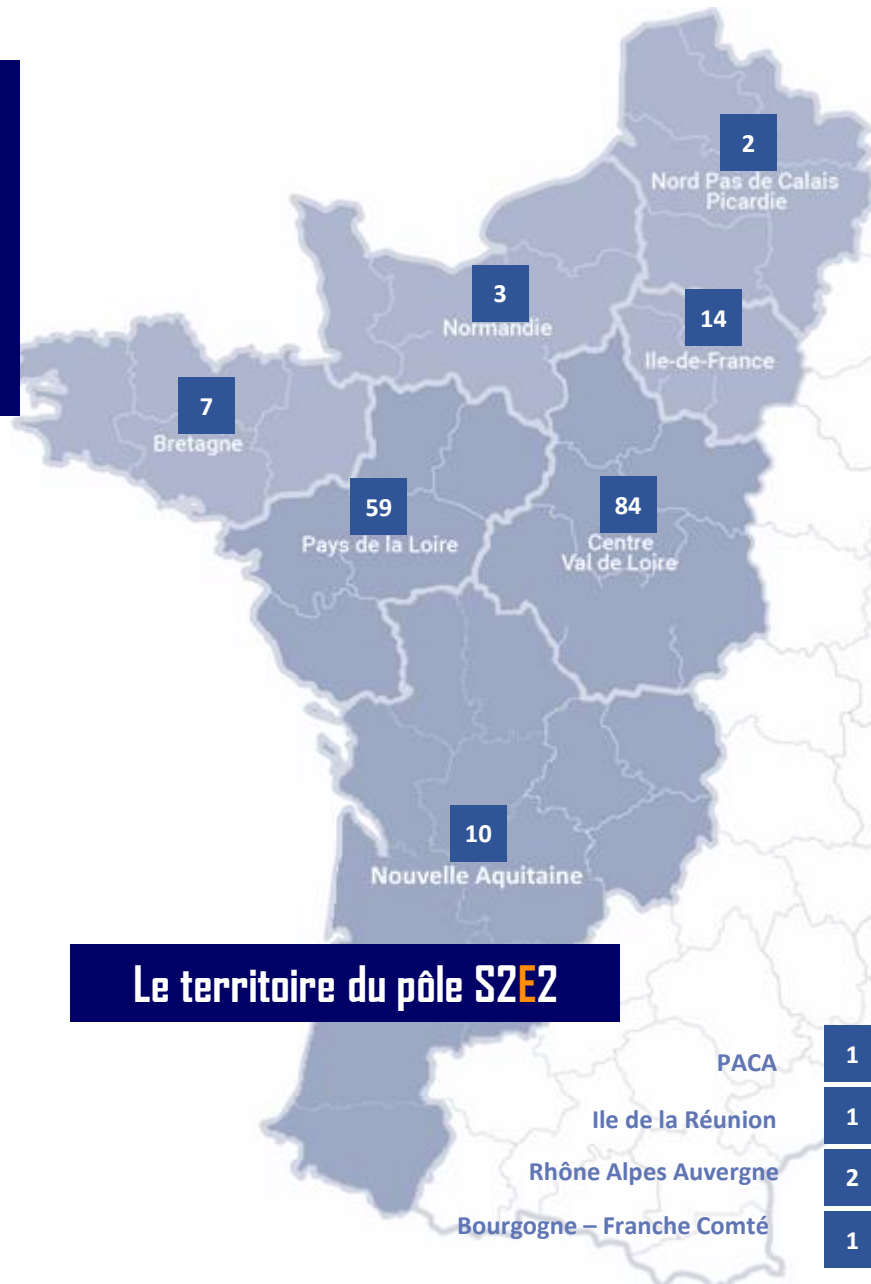 2
Nord Pas de Calais
Picardie
3
Normandie
14
Ile-de-France
7
Bretagne
59
Pays de la Loire
84
Centre
Val de Loire
10
Nouvelle Aquitaine
Le territoire du pôle S2E2
PACA 1
Ile de la Réunion 1
Rhône Alpes Auvergne 2
Bourgogne – Franche Comté 1